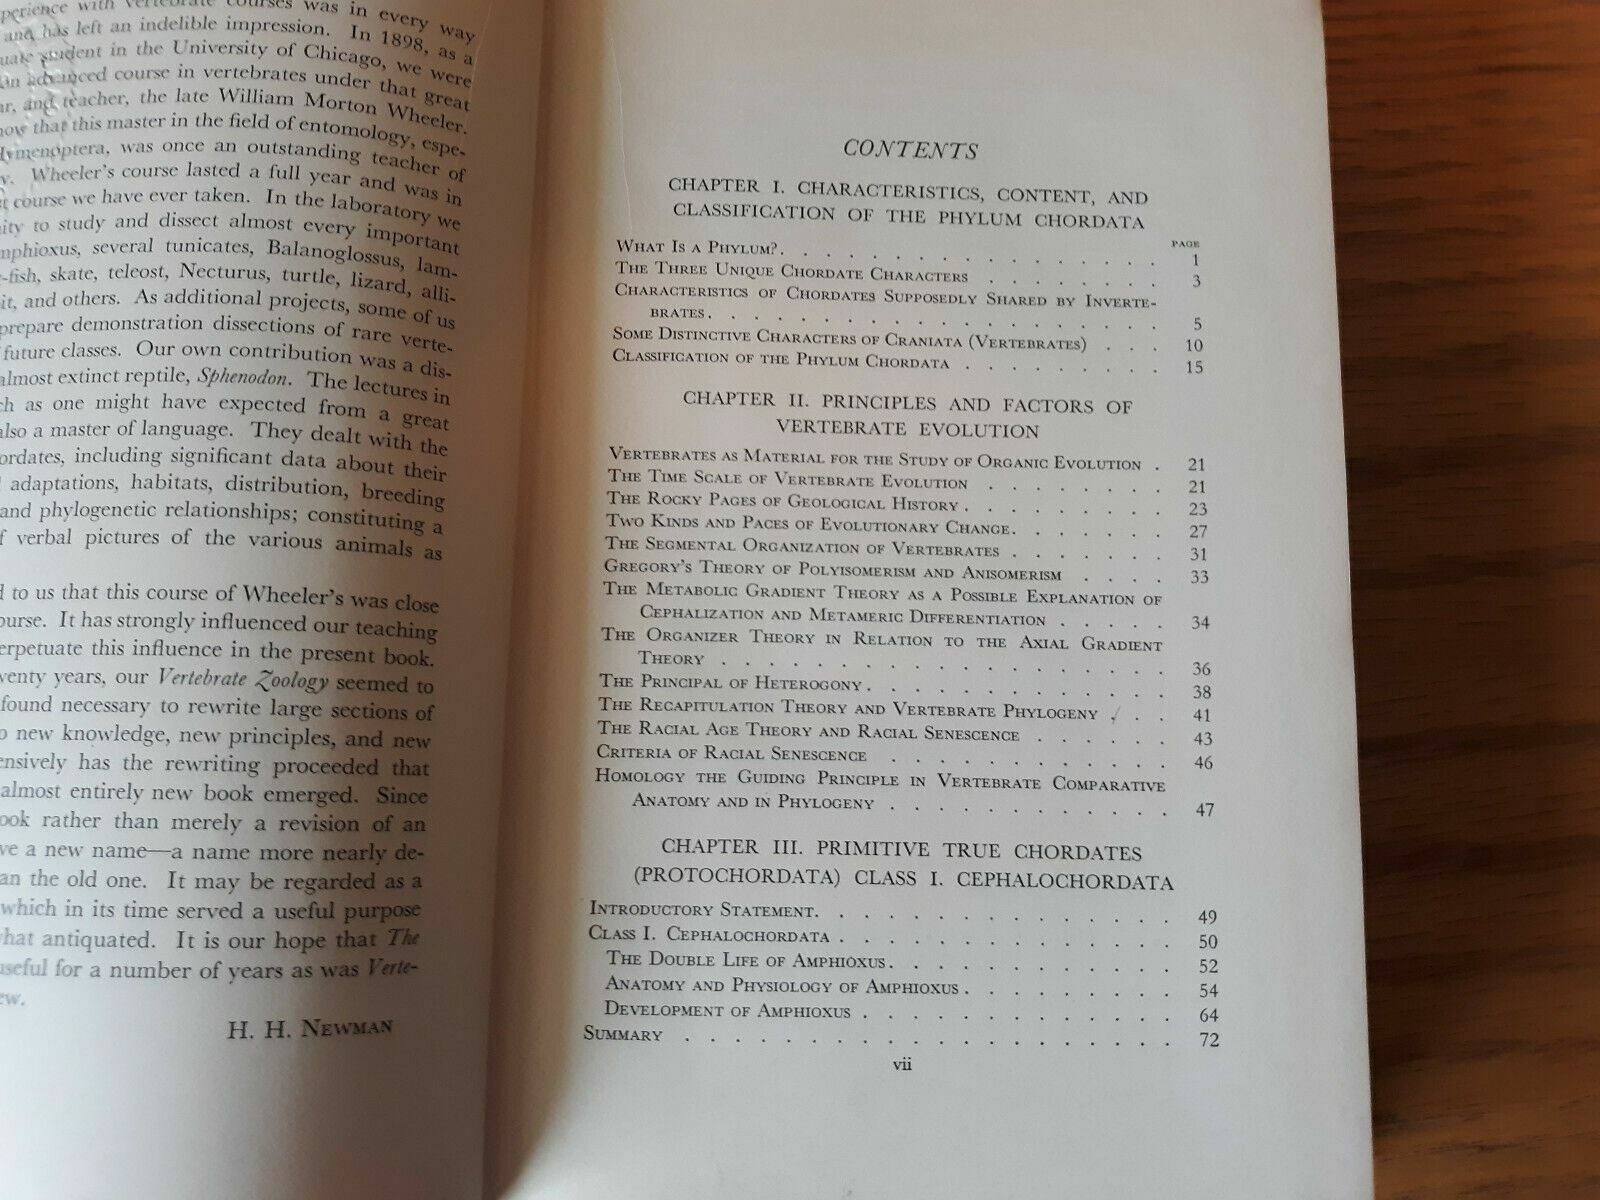 perience with vertebrate courses was in every way
and has left an indelible impression. In 1898, as a
uate student in the University of Chicago, we were
an advanced course in vertebrates under that great
ar, and teacher, the late William Morton Wheeler.
now that this master in the field of entomology, espe-
Hymenoptera, was once an outstanding teacher of
y. Wheeler's course lasted a full year and was in
t course we have ever taken. In the laboratory we
ity to study and dissect almost every important
mphioxus, several tunicates, Balanoglossus, lam-
-fish, skate, teleost, Necturus, turtle, lizard, alli-
it, and others. As additional projects, some of us
prepare demonstration dissections of rare verte-
f future classes. Our own contribution was a dis-
almost extinct reptile, Sphenodon. The lectures in
ch as one might have expected from a great
also a master of language. They dealt with the
ordates, including significant data about their
l adaptations, habitats, distribution, breeding
and phylogenetic relationships; constituting a
f verbal pictures of the various animals as
d to us that this course of Wheeler's was close
ourse. It has strongly influenced our teaching
erpetuate this influence in the present book.
venty years, our Vertebrate Zoology seemed to
found necessary to rewrite large sections of
o new knowledge, new principles, and new
ensively has the rewriting proceeded that
almost entirely new book emerged. Since
ook rather than merely a revision of an
ve a new name—a name more nearly de-
an the old one. It may be regarded as a
which in its time served a useful purpose
hat antiquated. It is our hope that The
useful for a number of years as was Verte-
ew.
H. H. Newman
CONTENTS
CHAPTER I. CHARACTERISTICS, CONTENT, AND
CLASSIFICATION OF THE PHYLUM CHORDATA
PAGE
What Is a Phylum? . . . . . . . . . . . . . . . . 1
The Three Unique Chordate Characters . . . . . . . . 3
Characteristics of Chordates Supposedly Shared by Inverte-
brates . . . . . . . . . . . . . . . . . 5
Some Distinctive Characters of Craniata (Vertebrates) . . . 10
Classification of the Phylum Chordata . . . . . . . . . 15
CHAPTER II. PRINCIPLES AND FACTORS OF
VERTEBRATE EVOLUTION
Vertebrates as Material for the Study of Organic Evolution . 21
The Time Scale of Vertebrate Evolution . . . . . . . . 21
The Rocky Pages of Geological History . . . . . . . . . 23
Two Kinds and Paces of Evolutionary Change . . . . . . . 27
The Segmental Organization of Vertebrates . . . . . . . 31
Gregory's Theory of Polyisomerism and Anisomerism . . . . 33
The Metabolic Gradient Theory as a Possible Explanation of
Cephalization and Metameric Differentiation . . . . . 34
The Organizer Theory in Relation to the Axial Gradient
Theory . . . . . . . . . . . . . . . . . 36
The Principal of Heterogony . . . . . . . . . . . . . 38
The Recapitulation Theory and Vertebrate Phylogeny . . . 41
The Racial Age Theory and Racial Senescence . . . . . . 43
Criteria of Racial Senescence . . . . . . . . . . . . 46
Homology the Guiding Principle in Vertebrate Comparative
Anatomy and in Phylogeny . . . . . . . . . . . 47
CHAPTER III. PRIMITIVE TRUE CHORDATES
(PROTOCHORDATA) CLASS I. CEPHALOCHORDATA
Introductory Statement . . . . . . . . . . . . . . . 49
Class I. Cephalochordata . . . . . . . . . . . . . . 50
The Double Life of Amphioxus . . . . . . . . . . . . 52
Anatomy and Physiology of Amphioxus . . . . . . . . . 54
Development of Amphioxus . . . . . . . . . . . . . 64
Summary . . . . . . . . . . . . . . . . . . . 72
vii